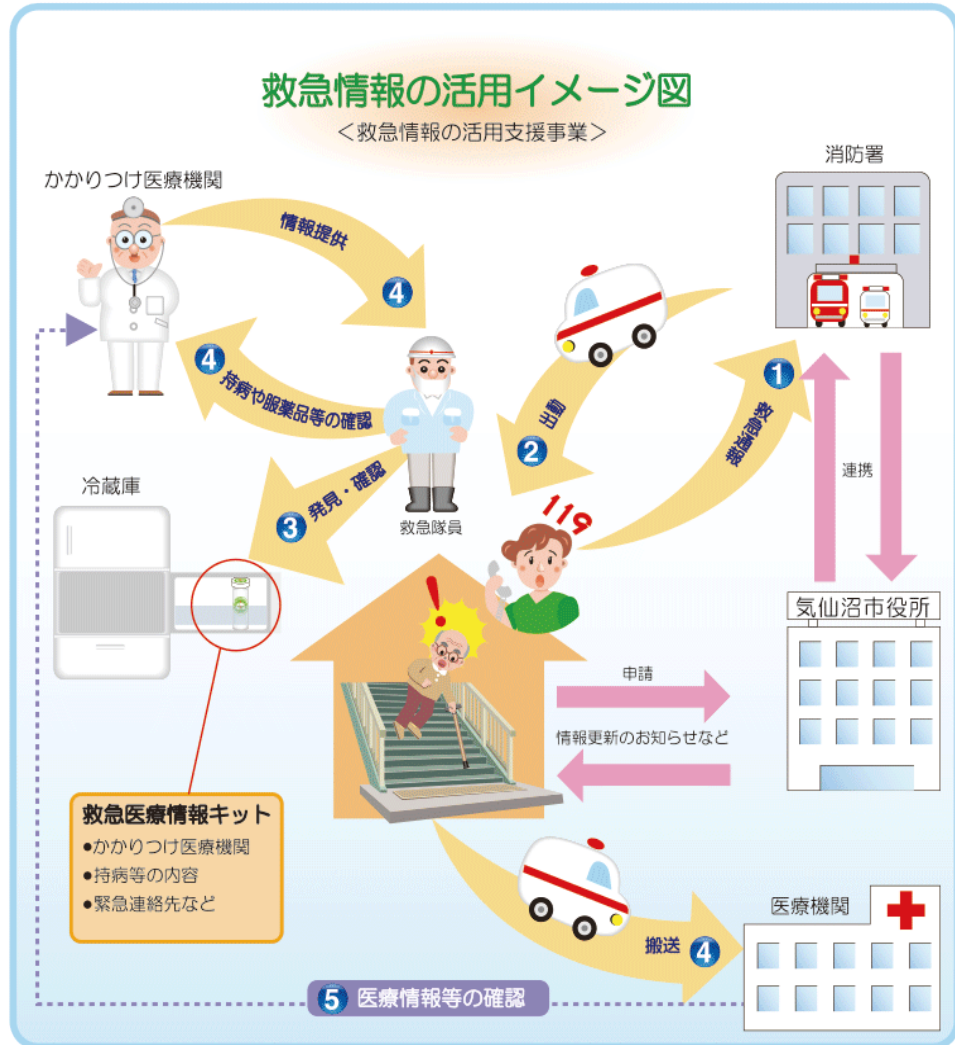 救急情報の活用イメージ図
＜救急情報の活用支援事業＞
消防署
かかりつけ医療機関
情報提供
4
4
持病や服薬品等の確認
1
救急通報
2
出動
連携
冷蔵庫
3
発見・確認
救急隊員
119
!
気仙沼市役所
申請
情報更新のお知らせなど
救急医療情報キット
●かかりつけ医療機関
●持病等の内容
●緊急連絡先など
医療機関
搬送
4
5 医療情報等の確認